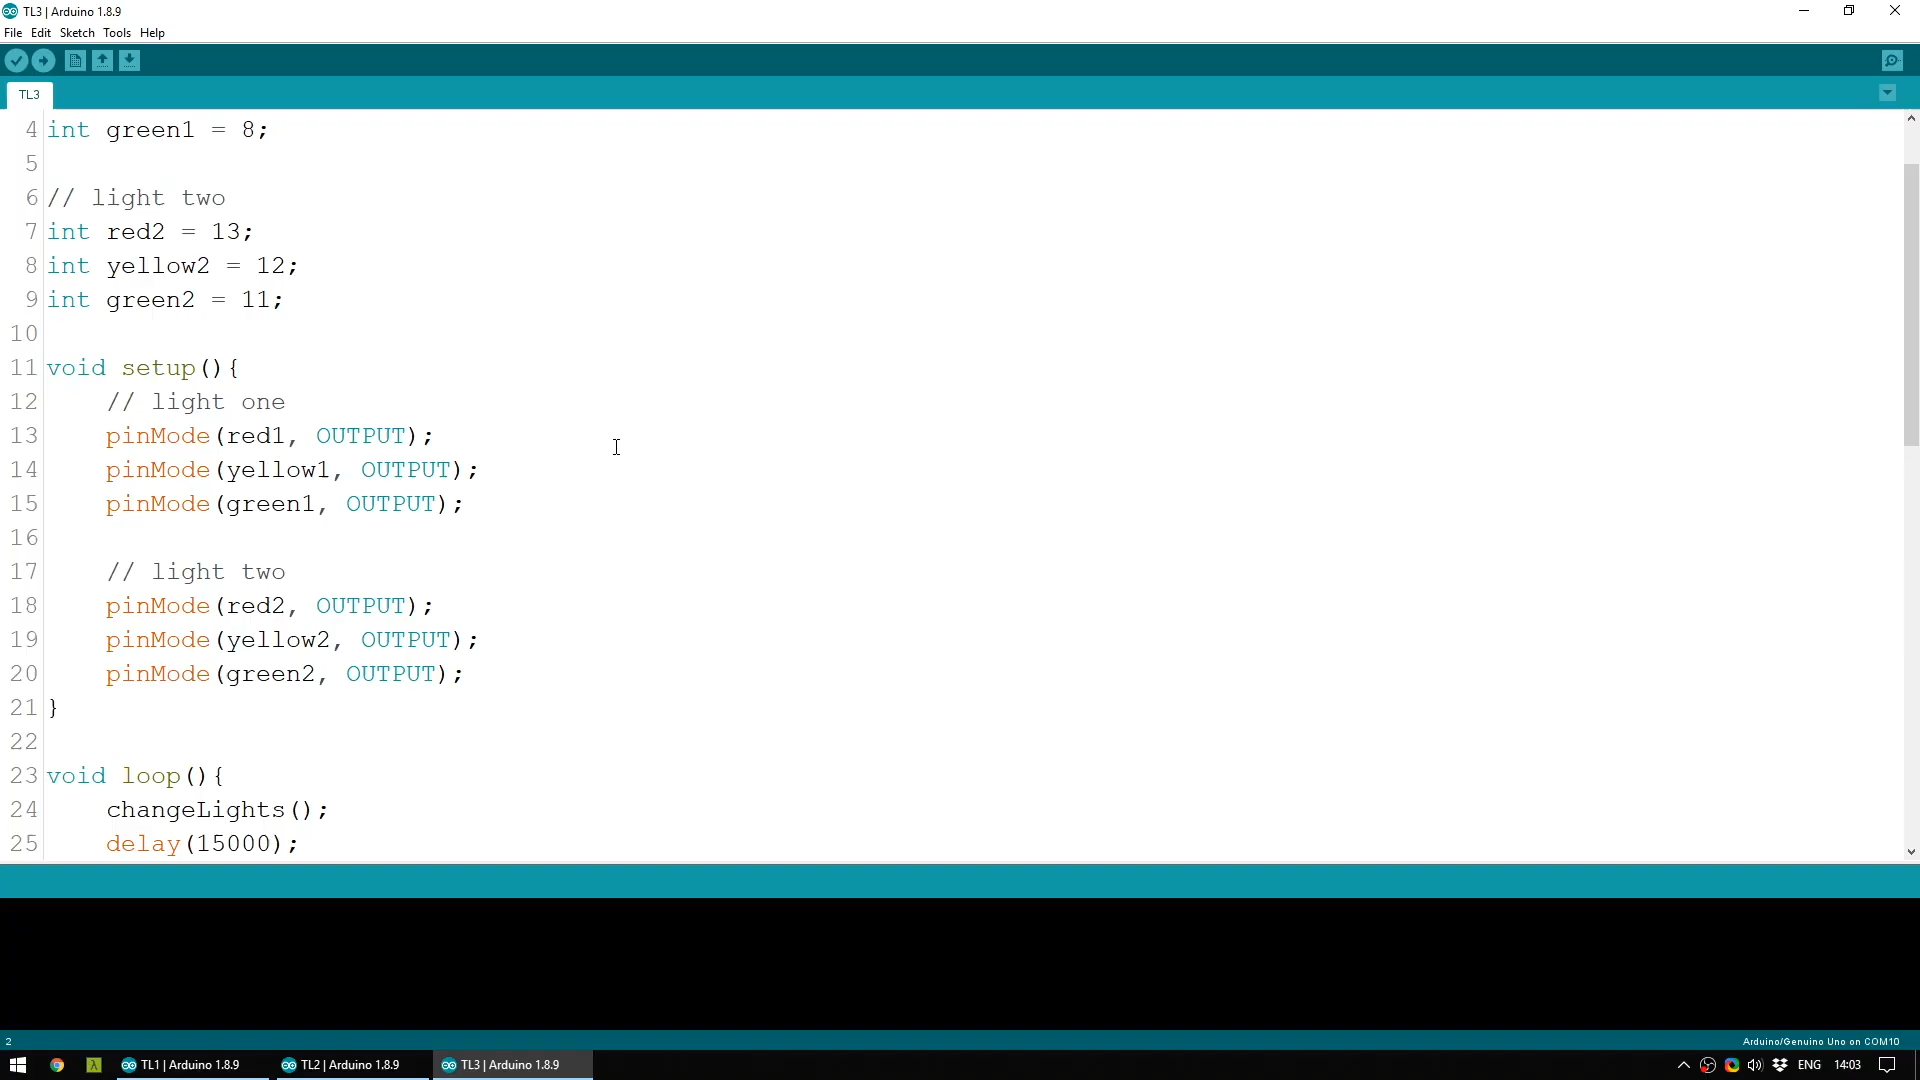 TL3 | Arduino 1.8.9
File Edit Sketch Tools Help
TL3
4 int green1 = 8;
5
6 // light two
7 int red2 = 13;
8 int yellow2 = 12;
9 int green2 = 11;
10
11 void setup(){
12 // light one
13 pinMode(red1, OUTPUT);
14 pinMode(yellow1, OUTPUT);
15 pinMode(green1, OUTPUT);
16
17 // light two
18 pinMode(red2, OUTPUT);
19 pinMode(yellow2, OUTPUT);
20 pinMode(green2, OUTPUT);
21 }
22
23 void loop(){
24 changeLights();
25 delay(15000);
2 Arduino/Genuino Uno on COM10
TL1 | Arduino 1.8.9 TL2 | Arduino 1.8.9 TL3 | Arduino 1.8.9 ENG 14:03